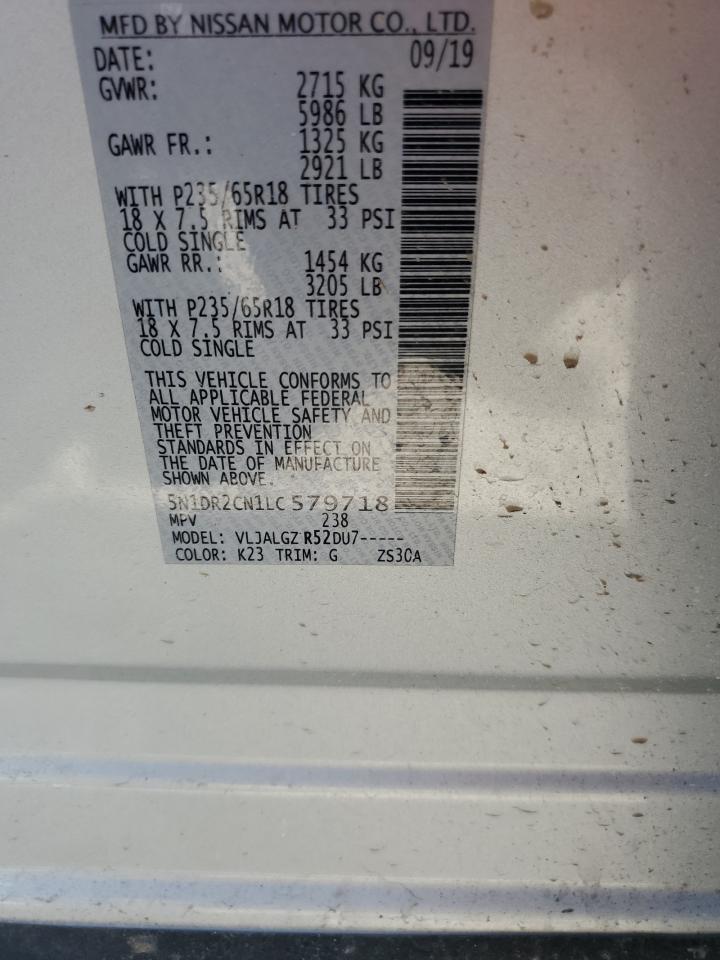 MFD BY NISSAN MOTOR CO., LTD.
DATE: 09/19
GVWR: 2715 KG
5986 LB
GAWR FR.: 1325 KG
2921 LB
WITH P235/65R18 TIRES
18 X 7.5 RIMS AT 33 PSI
COLD SINGLE
GAWR RR.: 1454 KG
3205 LB
WITH P235/65R18 TIRES
18 X 7.5 RIMS AT 33 PSI
COLD SINGLE
THIS VEHICLE CONFORMS TO
ALL APPLICABLE FEDERAL
MOTOR VEHICLE SAFETY AND
THEFT PREVENTION
STANDARDS IN EFFECT ON
THE DATE OF MANUFACTURE
SHOWN ABOVE.
5N1DR2CN1LC579718
MPV 238
MODEL: VLJALGZ R52DU7-----
COLOR: K23 TRIM: G ZS30A